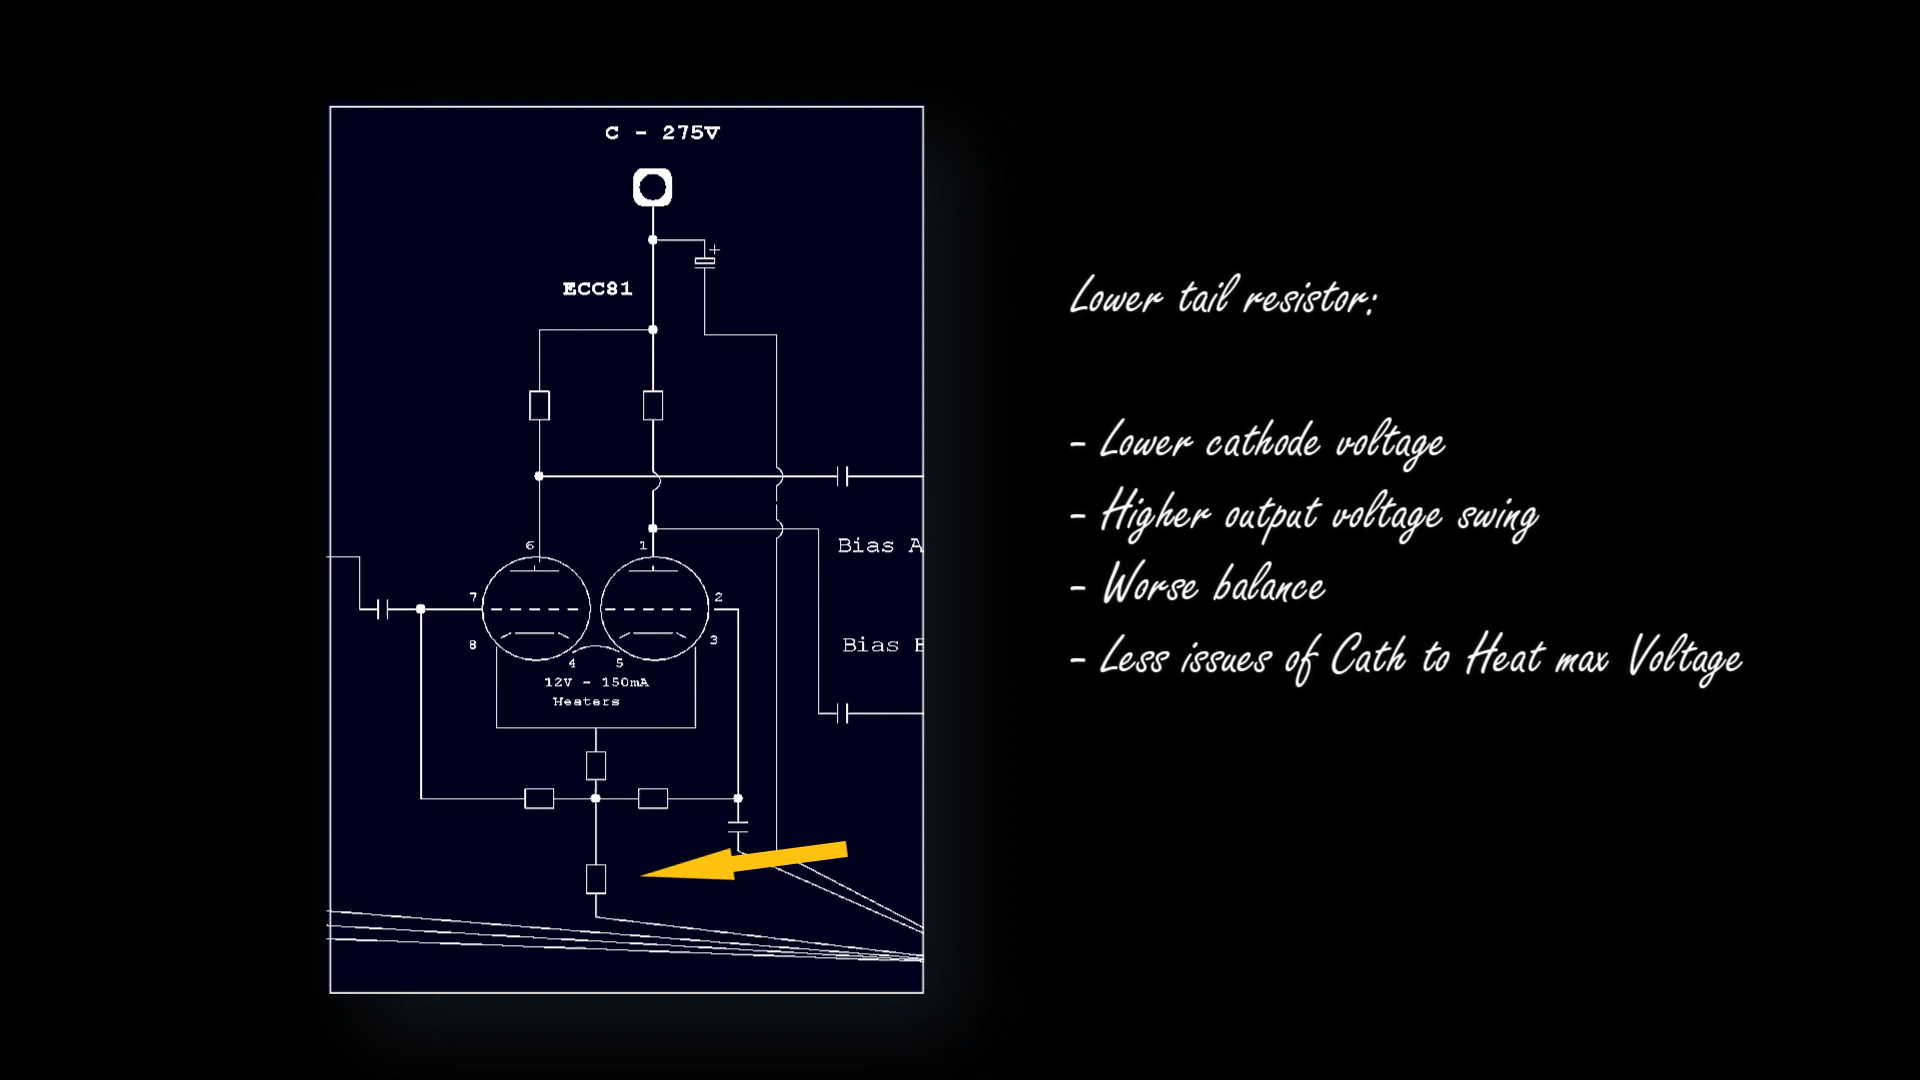 C - 275V
+
ECC81
Bias A
6
1
7
2
8
3
4
5
Bias
12V - 150mA
Heaters
Lower tail resistor:
- Lower cathode voltage
- Higher output voltage swing
- Worse balance
- Less issues of Cath to Heat max Voltage